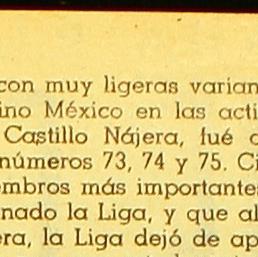 con muy ligeras varian
ino México en las acti
Castillo Nájera, fué c
números 73, 74 y 75. Ci
embros más importantes
nado la Liga, y que al
era, la Liga dejó de ap